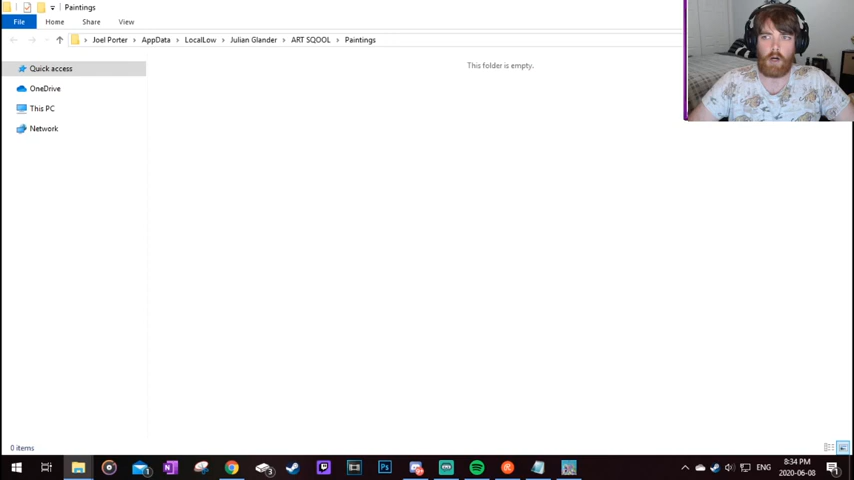 Paintings
File Home Share View
Joel Porter > AppData > LocalLow > Julian Glander > ART SQOOL > Paintings
This folder is empty.
Quick access
OneDrive
This PC
Network
0 items
ENG
8:34 PM
2020-06-08